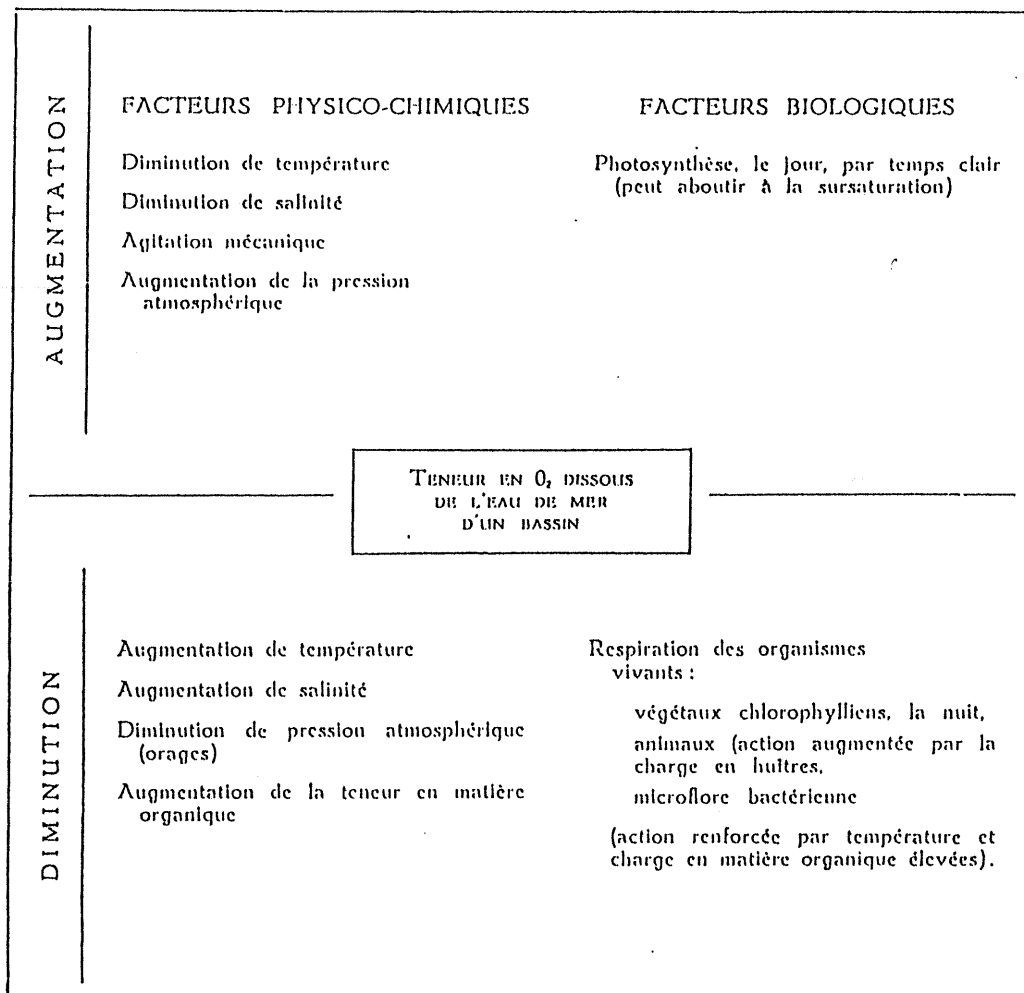 AUGMENTATION
FACTEURS PHYSICO-CHIMIQUES
Diminution de température
Diminution de salinité
Agitation mécanique
Augmentation de la pression
atmosphérique
FACTEURS BIOLOGIQUES
Photosynthèse, le jour, par temps clair
(peut aboutir à la sursaturation)
TENEUR EN O₂ DISSOUS
DE L'EAU DE MER
D'UN BASSIN
DIMINUTION
Augmentation de température
Augmentation de salinité
Diminution de pression atmosphérique
(orages)
Augmentation de la teneur en matière
organique
Respiration des organismes
vivants :
végétaux chlorophylliens, la nuit,
animaux (action augmentée par la
charge en huîtres,
microflore bactérienne
(action renforcée par température et
charge en matière organique élevées).